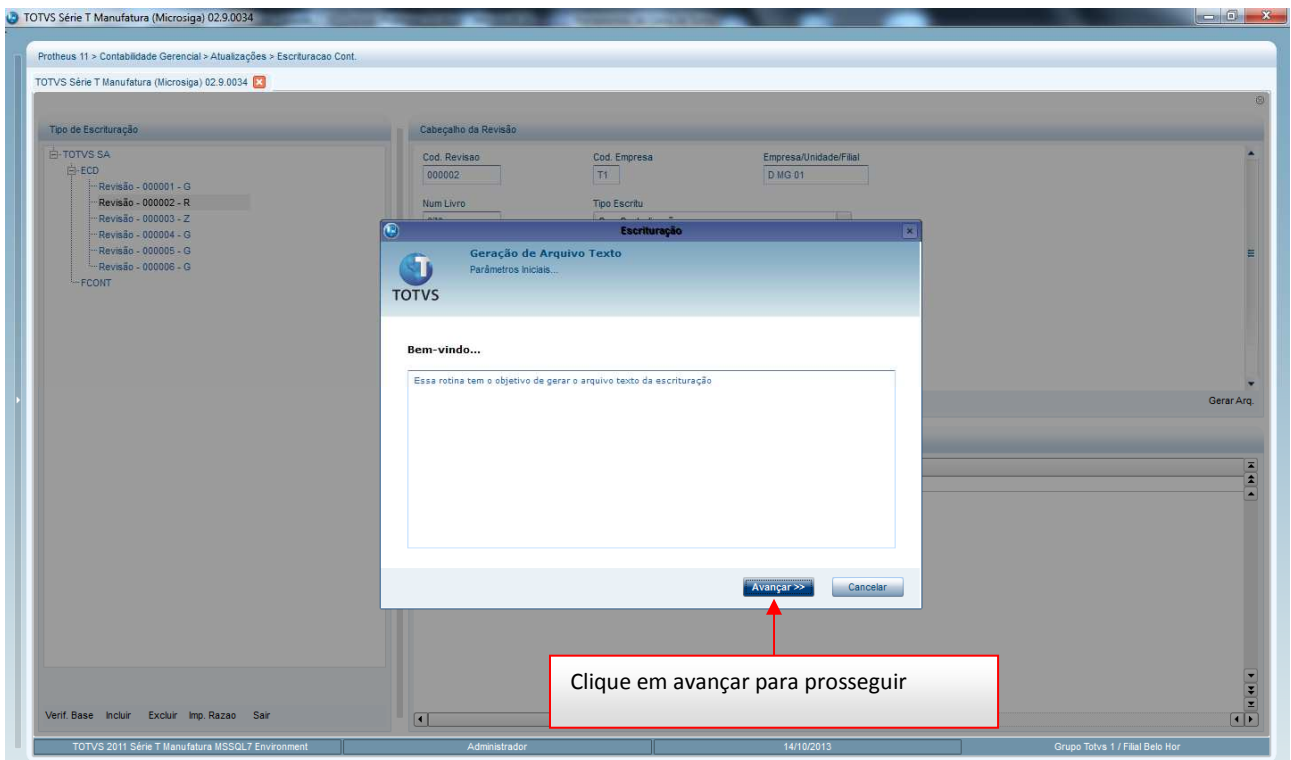 TOTVS Série T Manufatura (Microsiga) 02.9.0034
Protheus 11 > Contabilidade Gerencial > Atualizações > Escrituracao Cont.
TOTVS Série T Manufatura (Microsiga) 02.9.0034
Tipo de Escrituração
TOTVS SA
ECD
Revisão - 000001 - G
Revisão - 000002 - R
Revisão - 000003 - Z
Revisão - 000004 - G
Revisão - 000005 - G
Revisão - 000006 - G
FCONT
Verif. Base Incluir Excluir Imp. Razao Sair
Cabeçalho da Revisão
Cod. Revisao Cod. Empresa Empresa/Unidade/Filial
000002 T1 D MG 01
Num Livro Tipo Escritu
Gerar Arq.
Escrituração
Geração de Arquivo Texto
Parâmetros Iniciais...
TOTVS
Bem-vindo...
Essa rotina tem o objetivo de gerar o arquivo texto da escrituração
Avançar >> Cancelar
Clique em avançar para prosseguir
TOTVS 2011 Série T Manufatura MSSQL7 Environment Administrador 14/10/2013 Grupo Totvs 1 / Filial Belo Hor